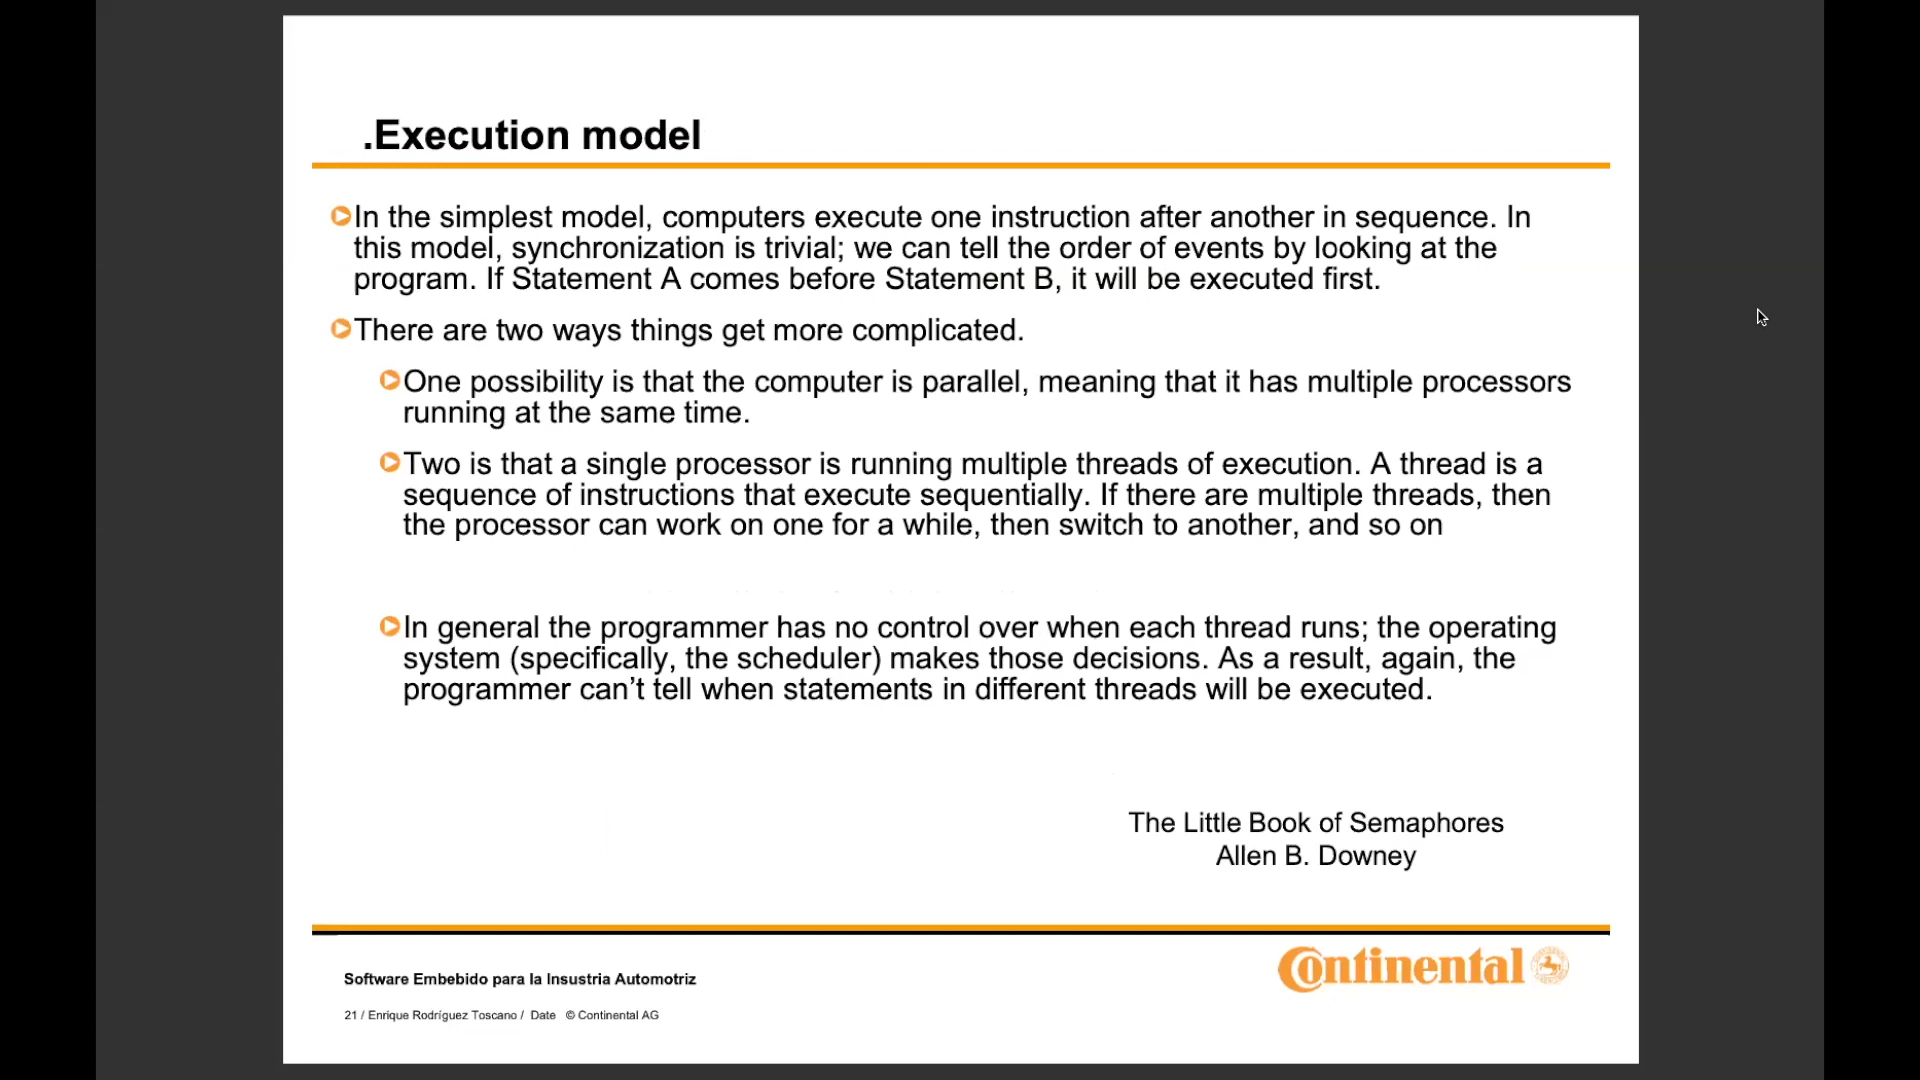 .Execution model
In the simplest model, computers execute one instruction after another in sequence. In
this model, synchronization is trivial; we can tell the order of events by looking at the
program. If Statement A comes before Statement B, it will be executed first.
There are two ways things get more complicated.
One possibility is that the computer is parallel, meaning that it has multiple processors
running at the same time.
Two is that a single processor is running multiple threads of execution. A thread is a
sequence of instructions that execute sequentially. If there are multiple threads, then
the processor can work on one for a while, then switch to another, and so on
In general the programmer has no control over when each thread runs; the operating
system (specifically, the scheduler) makes those decisions. As a result, again, the
programmer can’t tell when statements in different threads will be executed.
The Little Book of Semaphores
Allen B. Downey
Continental
Software Embebido para la Insustria Automotriz
21 / Enrique Rodríguez Toscano / Date © Continental AG